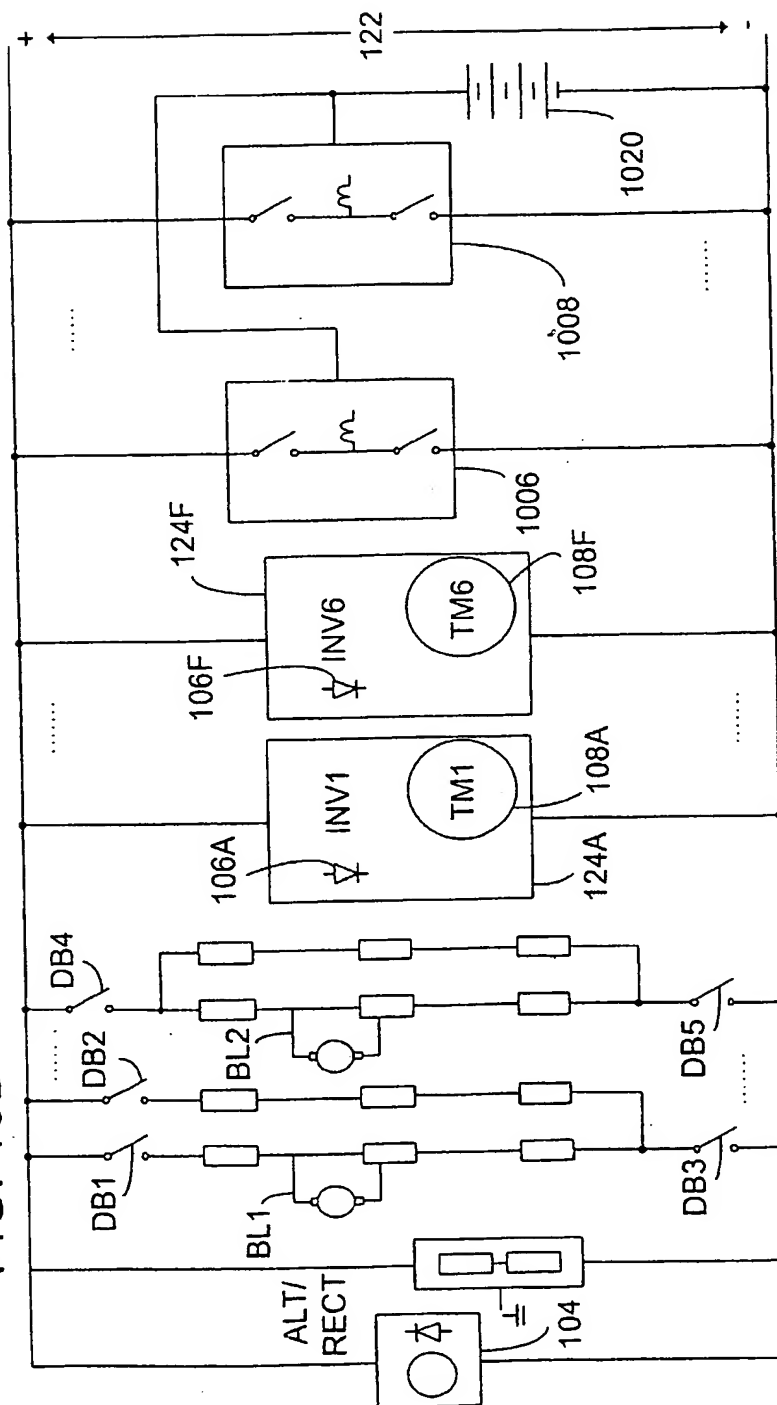 +
122
-
1020
1008
1006
124F
108F
TM6
INV6
106F
108A
TM1
INV1
106A
124A
DB4
DB2
DB1
BL2
BL1
DB5
DB3
ALT/
RECT
104